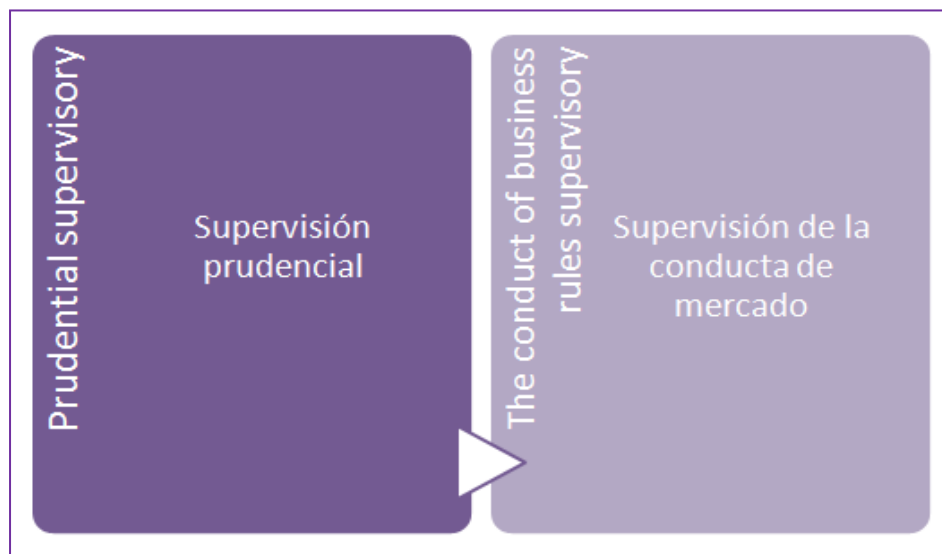 Prudential supervisory
Supervisión
prudencial
The conduct of business
rules supervisory
Supervisión de la
conducta de
mercado